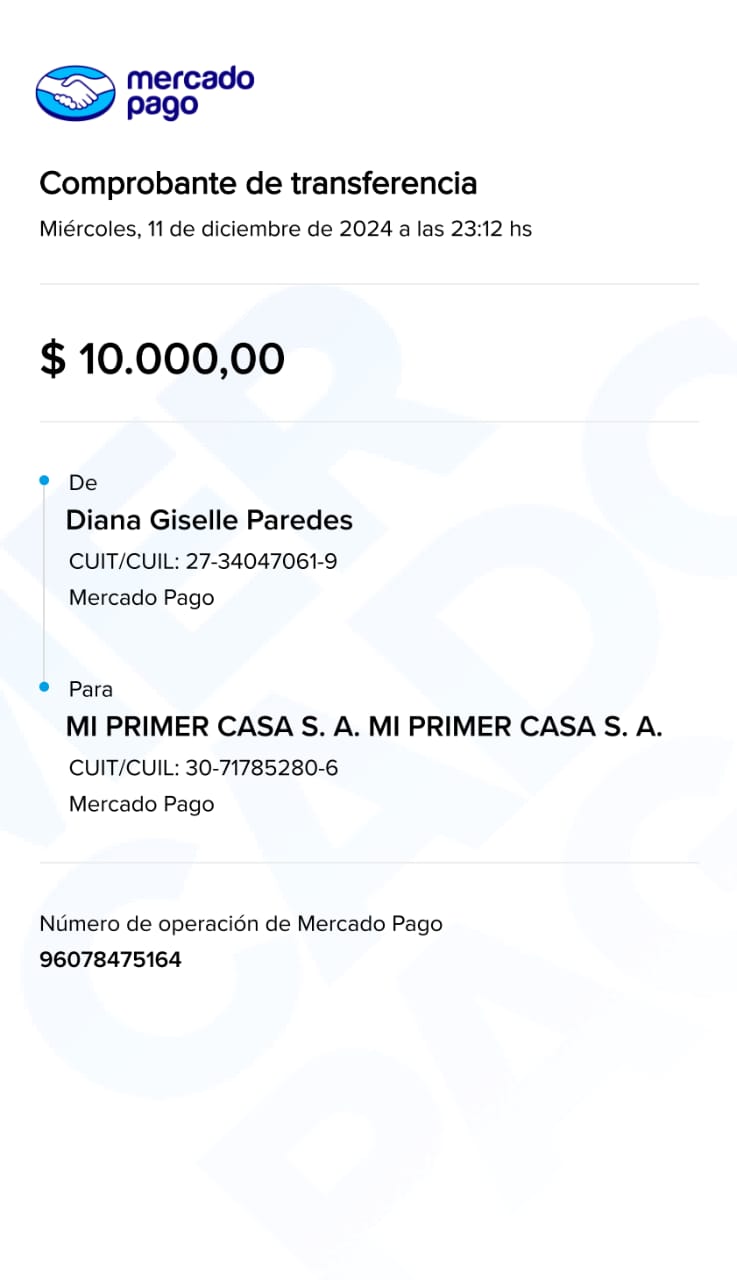 mercado
pago
Comprobante de transferencia
Miércoles, 11 de diciembre de 2024 a las 23:12 hs
$ 10.000,00
De
Diana Giselle Paredes
CUIT/CUIL: 27-34047061-9
Mercado Pago
Para
MI PRIMER CASA S. A. MI PRIMER CASA S. A.
CUIT/CUIL: 30-71785280-6
Mercado Pago
Número de operación de Mercado Pago
96078475164
MERCADO
PAGO